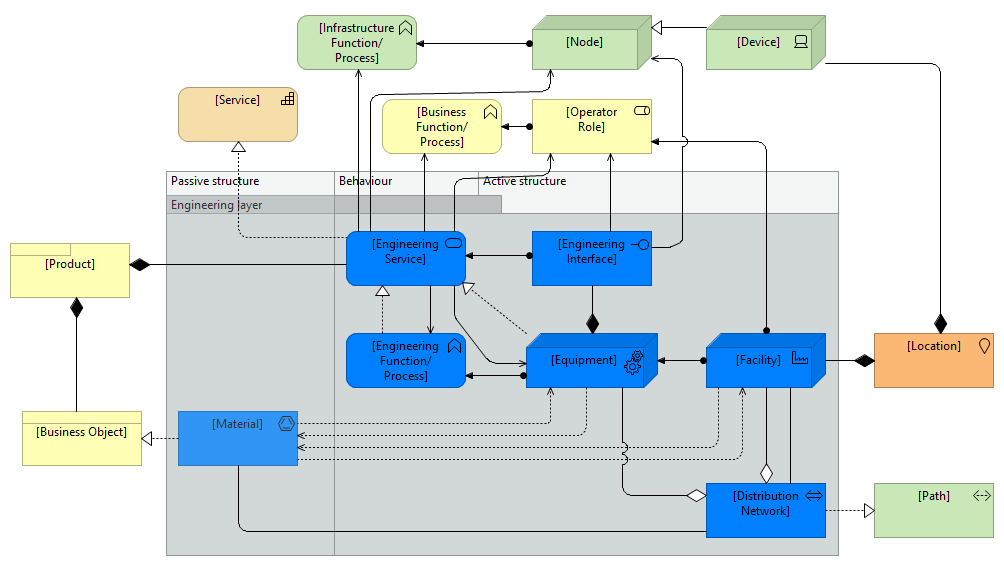 [Infrastructure
Function/
Process]
[Node]
[Device]
[Service]
[Business
Function/
Process]
[Operator
Role]
Passive structure
Behaviour
Active structure
Engineering layer
[Product]
[Engineering
Service]
[Engineering
Interface]
[Engineering
Function/
Process]
[Equipment]
[Facility]
[Location]
[Business Object]
[Material]
[Distribution
Network]
[Path]